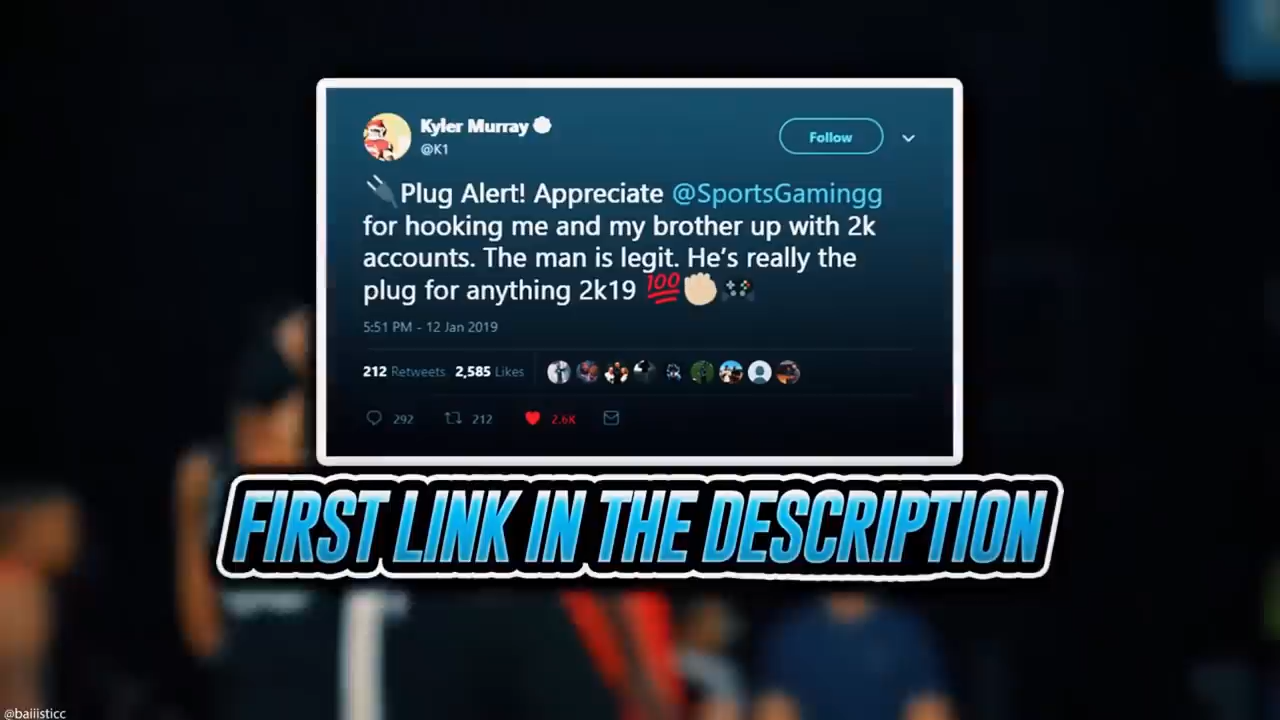 Kyler Murray
@K1
Follow
Plug Alert! Appreciate @SportsGamingg
for hooking me and my brother up with 2k
accounts. The man is legit. He's really the
plug for anything 2k19 💯
5:51 PM - 12 Jan 2019
212 Retweets 2,585 Likes
292 212 2.6K
FIRST LINK IN THE DESCRIPTION
@baiiisticc